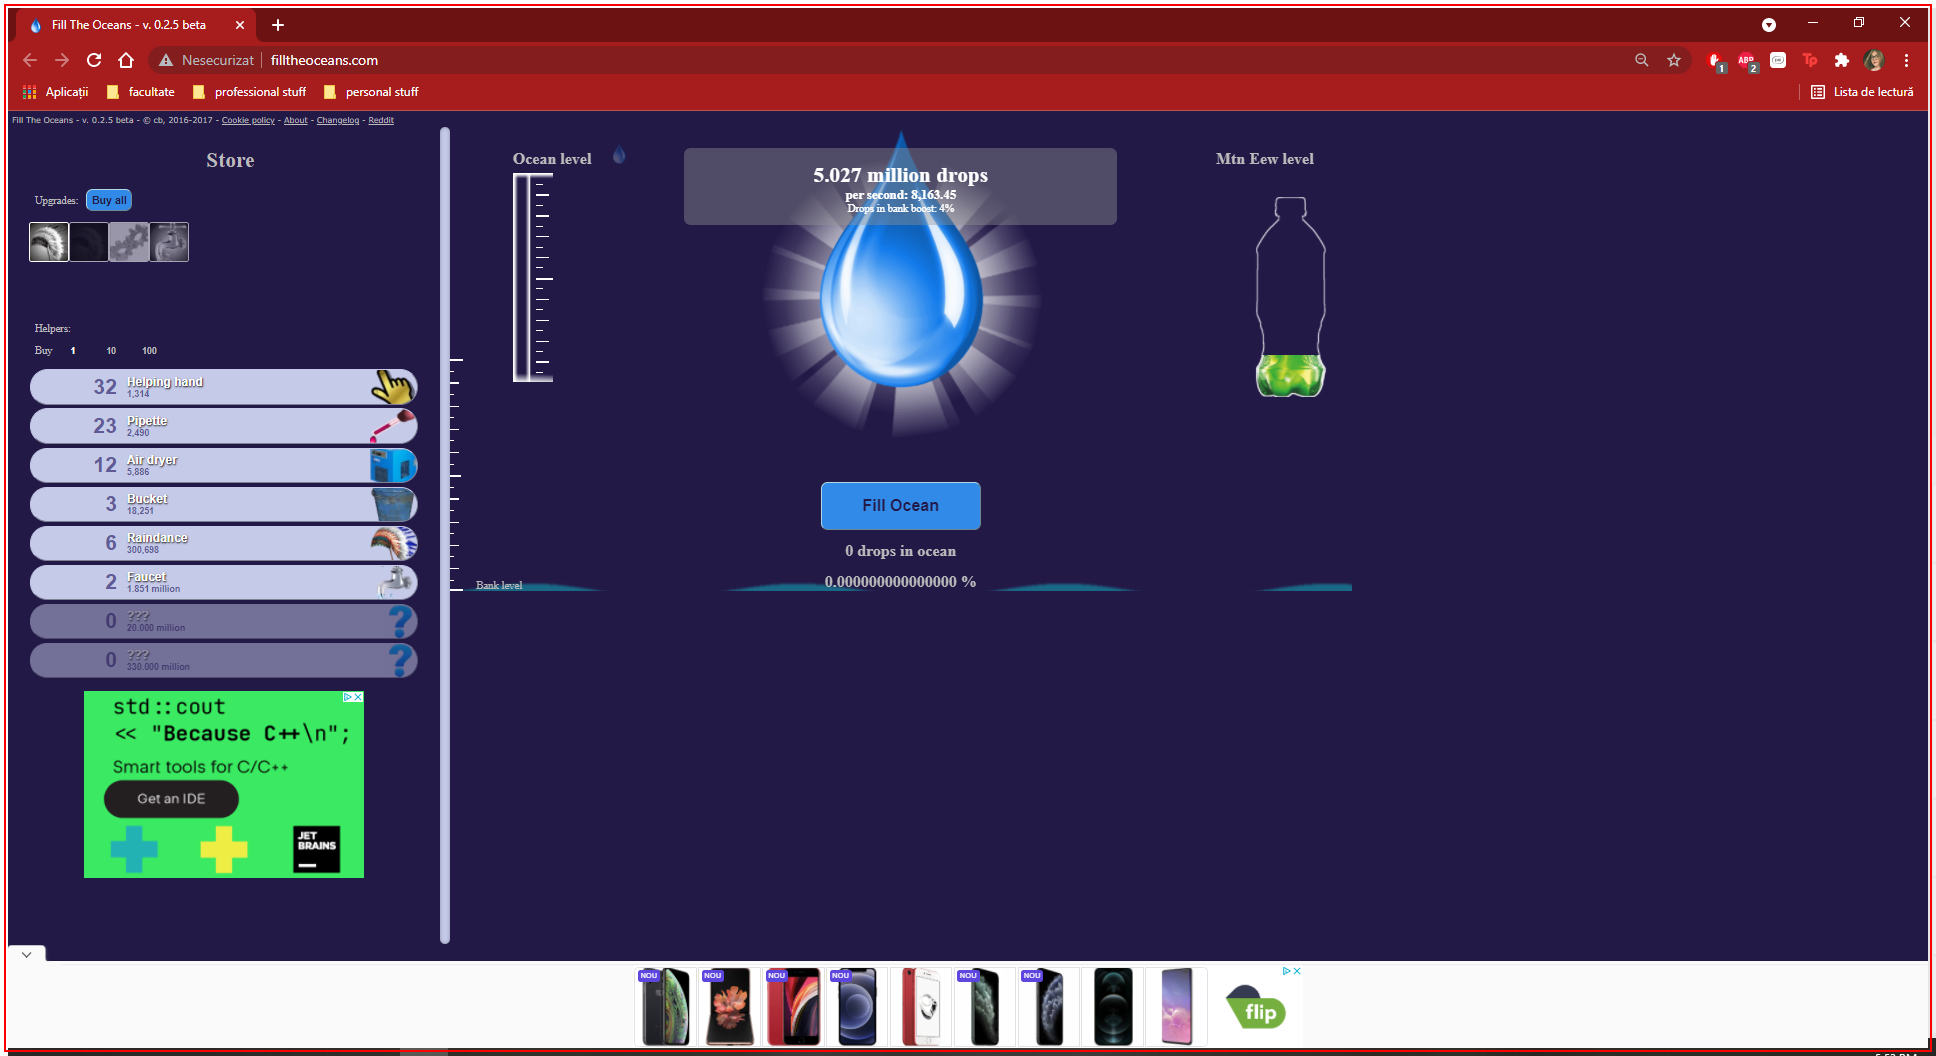 Fill The Oceans - v. 0.2.5 beta
Nesecurizat
filltheoceans.com
1
ABP
2
Tp
Aplicații
facultate
professional stuff
personal stuff
Lista de lectură
Fill The Oceans - v. 0.2.5 beta - © cb, 2016-2017 - Cookie policy - About - Changelog - Reddit
Store
Upgrades:
Buy all
Helpers:
Buy 1 10 100
32 Helping hand
1,314
23 Pipette
2,490
12 Air dryer
5,886
3 Bucket
18,251
6 Raindance
300,698
2 Faucet
1.851 million
0 ???
20.000 million
0 ???
330.000 million
std::cout
<< "Because C++\n";
Smart tools for C/C++
Get an IDE
JET
BRAINS
Ocean level
5.027 million drops
per second: 8,163.45
Drops in bank boost: 4%
Mtn Eew level
Fill Ocean
0 drops in ocean
0.000000000000000 %
Bank level
NOU
NOU
NOU
NOU
NOU
NOU
flip